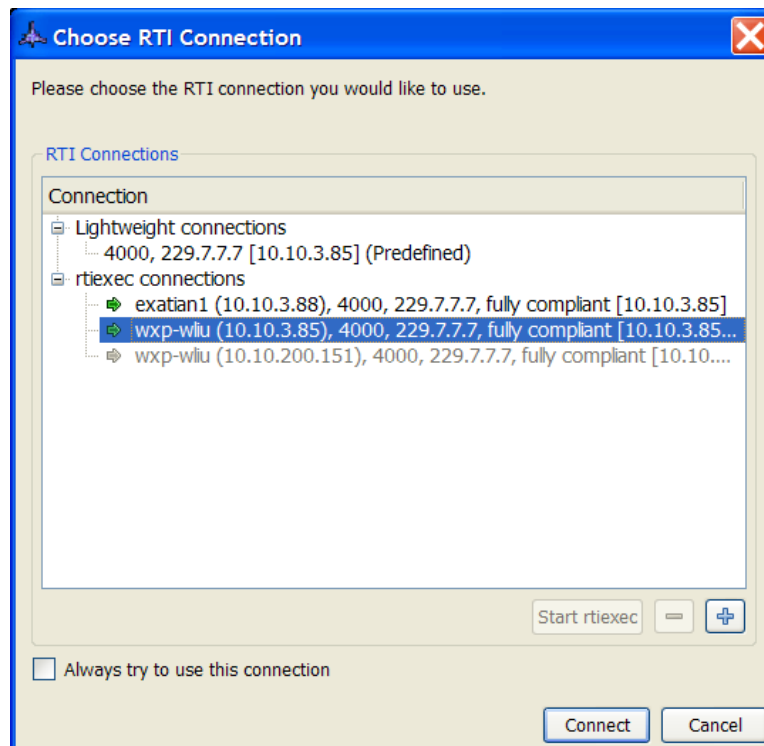 Choose RTI Connection
Please choose the RTI connection you would like to use.
RTI Connections
Connection
Lightweight connections
4000, 229.7.7.7 [10.10.3.85] (Predefined)
rtiexec connections
exatian1 (10.10.3.88), 4000, 229.7.7.7, fully compliant [10.10.3.85]
wxp-wliu (10.10.3.85), 4000, 229.7.7.7, fully compliant [10.10.3.85...
wxp-wliu (10.10.200.151), 4000, 229.7.7.7, fully compliant [10.10....
Start rtiexec
Always try to use this connection
Connect Cancel